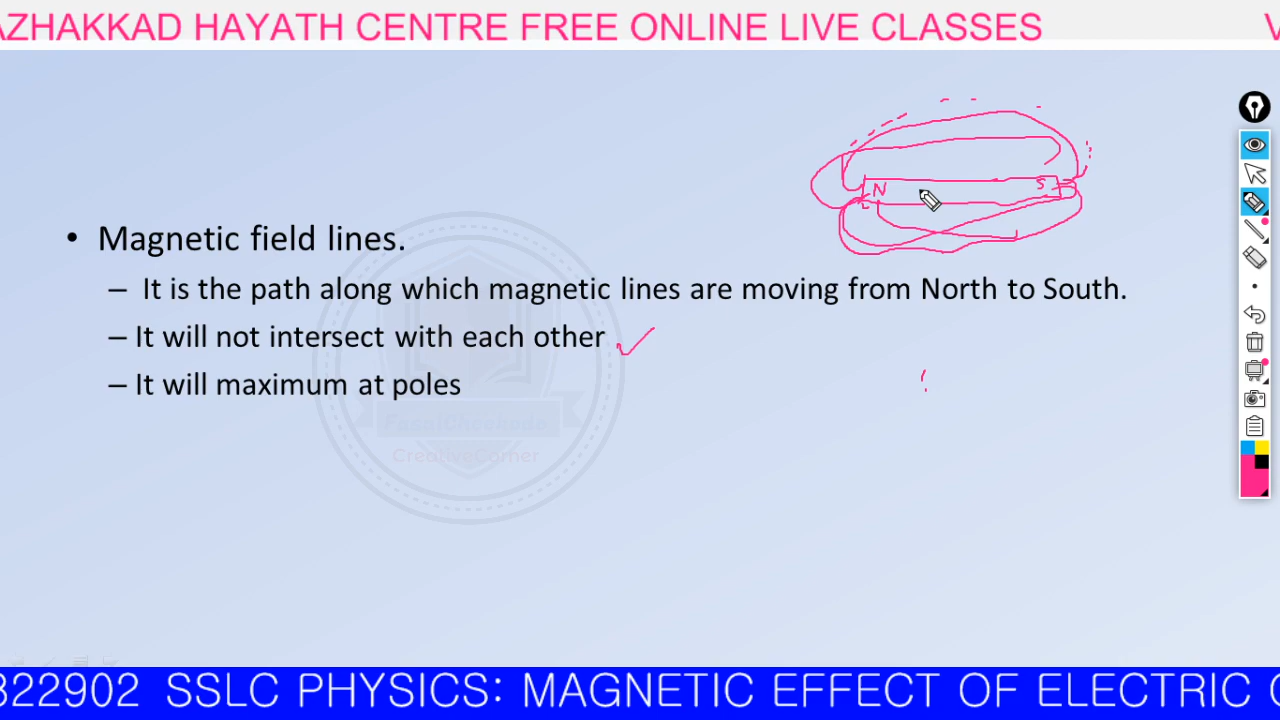 AZHAKKAD HAYATH CENTRE FREE ONLINE LIVE CLASSES V
N S
• Magnetic field lines.
– It is the path along which magnetic lines are moving from North to South.
– It will not intersect with each other ✓
– It will maximum at poles
CreativeCorner
322902 SSLC PHYSICS: MAGNETIC EFFECT OF ELECTRIC C